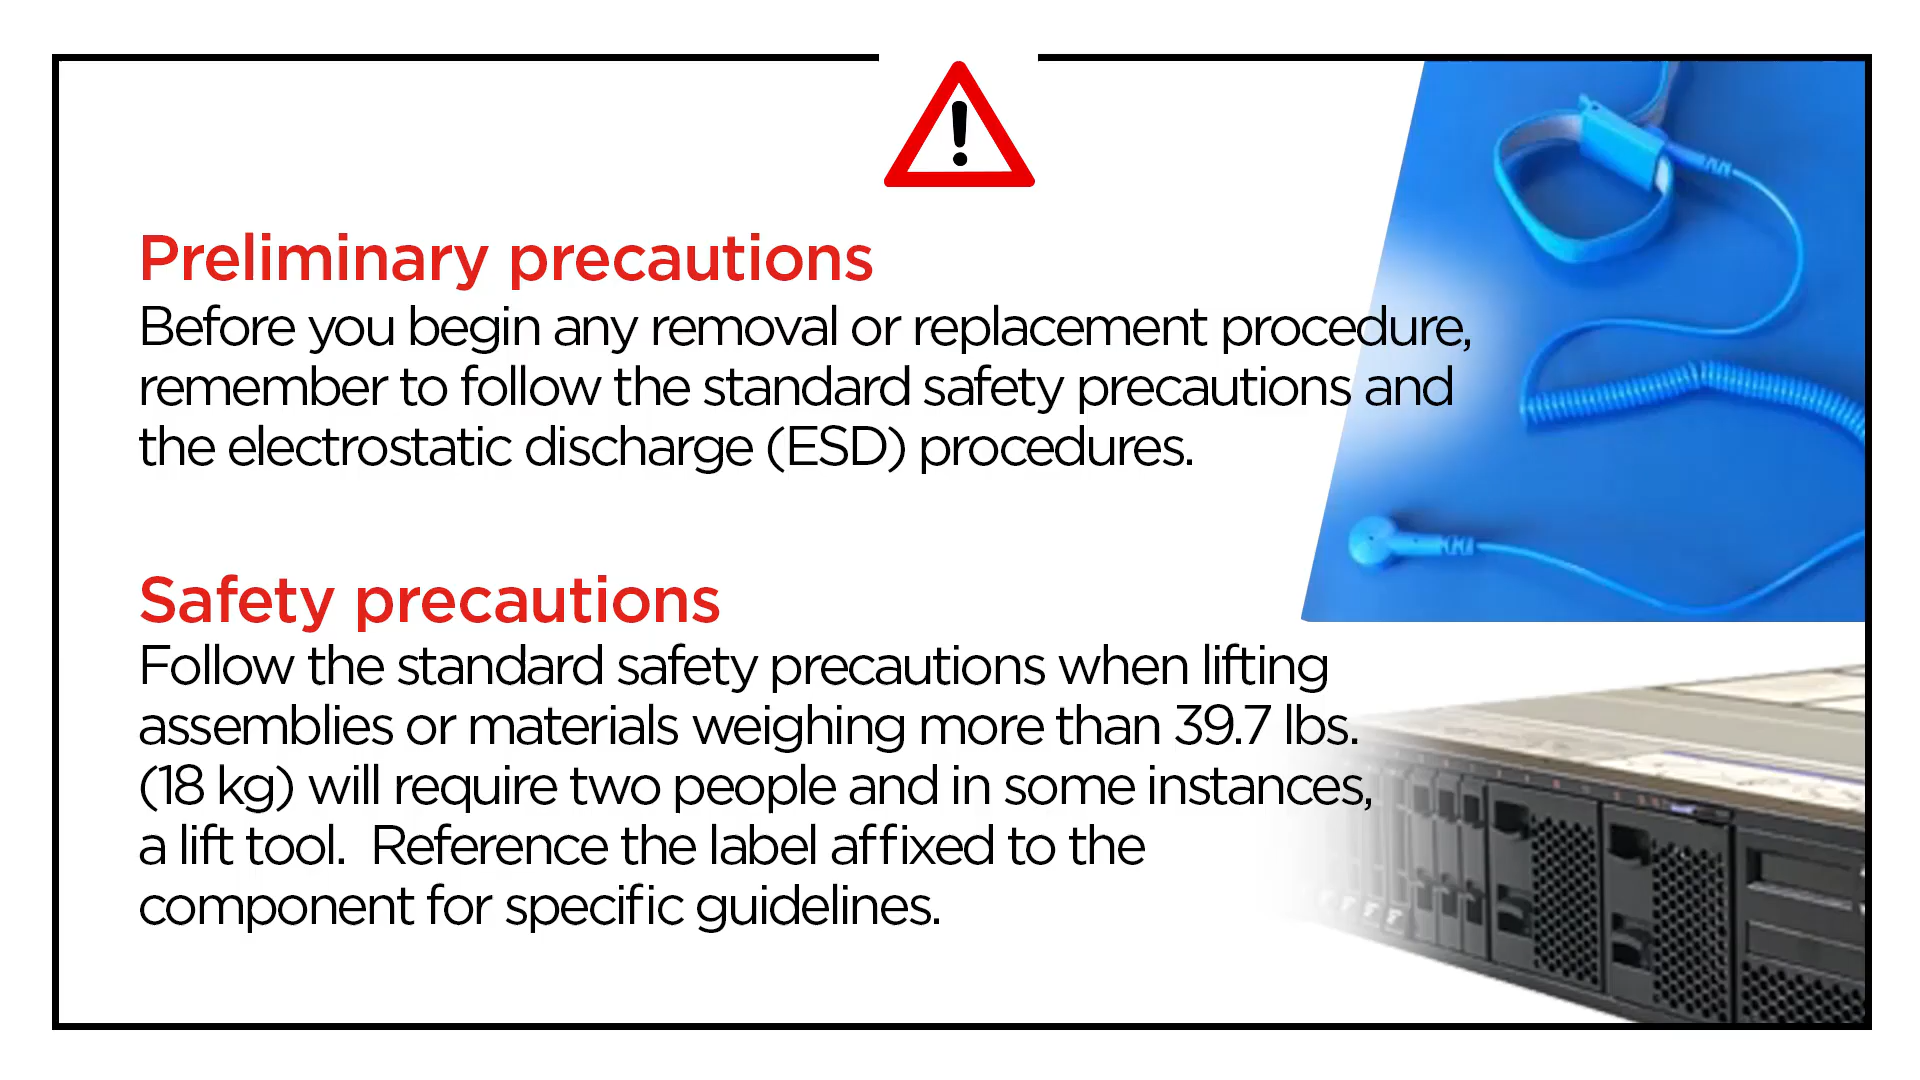 Preliminary precautions
Before you begin any removal or replacement procedure,
remember to follow the standard safety precautions and
the electrostatic discharge (ESD) procedures.
Safety precautions
Follow the standard safety precautions when lifting
assemblies or materials weighing more than 39.7 lbs.
(18 kg) will require two people and in some instances,
a lift tool.  Reference the label affixed to the
component for specific guidelines.